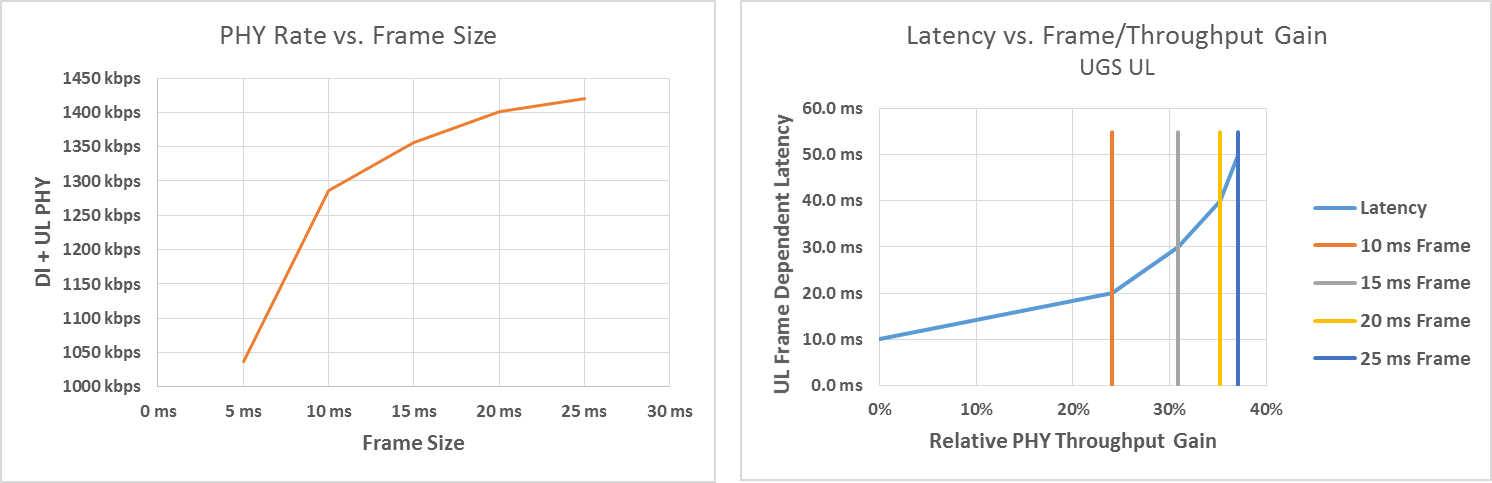 PHY Rate vs. Frame Size
DI + UL PHY
1450 kbps
1400 kbps
1350 kbps
1300 kbps
1250 kbps
1200 kbps
1150 kbps
1100 kbps
1050 kbps
1000 kbps
0 ms 5 ms 10 ms 15 ms 20 ms 25 ms 30 ms
Frame Size
Latency vs. Frame/Throughput Gain
UGS UL
UL Frame Dependent Latency
60.0 ms
50.0 ms
40.0 ms
30.0 ms
20.0 ms
10.0 ms
0.0 ms
0% 10% 20% 30% 40%
Relative PHY Throughput Gain
Latency
10 ms Frame
15 ms Frame
20 ms Frame
25 ms Frame